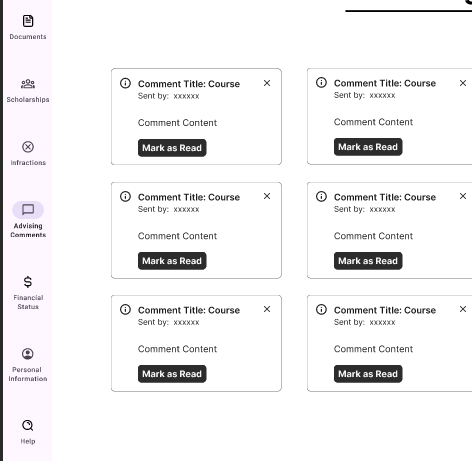 Documents
Scholarships
Infractions
Advising
Comments
Financial
Status
Personal
Information
Help
Comment Title: Course
Sent by: xxxxxx
Comment Content
Mark as Read
Comment Title: Course
Sent by: xxxxxx
Comment Content
Mark as Read
Comment Title: Course
Sent by: xxxxxx
Comment Content
Mark as Read
Comment Title: Course
Sent by: xxxxxx
Comment Content
Mark as Read
Comment Title: Course
Sent by: xxxxxx
Comment Content
Mark as Read
Comment Title: Course
Sent by: xxxxxx
Comment Content
Mark as Read